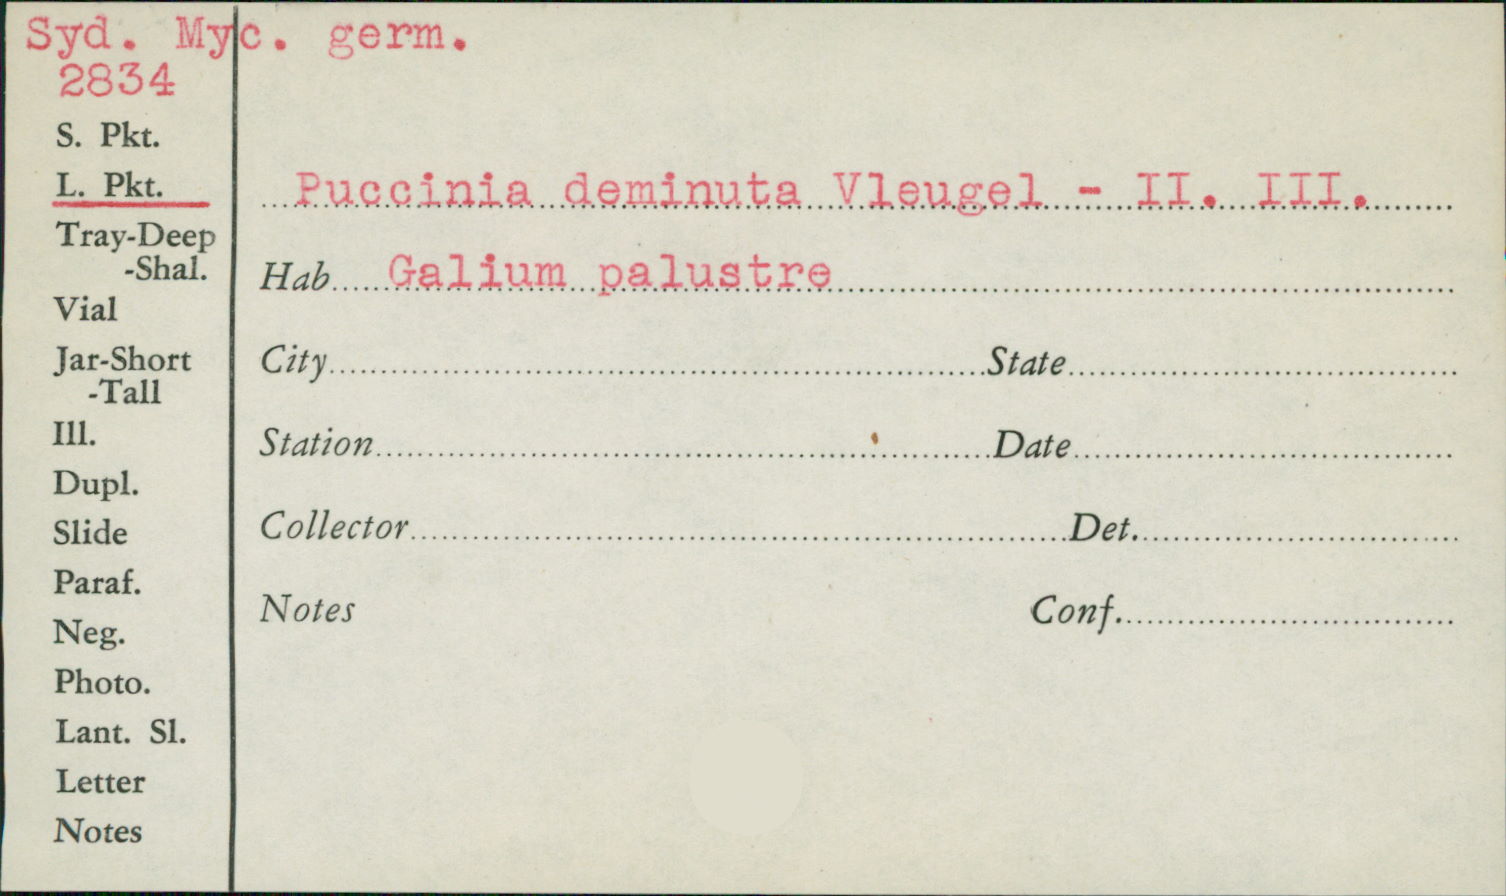 Syd. Myc. germ.
2834
S. Pkt.
L. Pkt.
Tray-Deep
-Shal.
Vial
Jar-Short
-Tall
Ill.
Dupl.
Slide
Paraf.
Neg.
Photo.
Lant. Sl.
Letter
Notes
Puccinia deminuta Vleugel - II. III.
Hab Galium palustre
City State
Station Date
Collector Det.
Notes Conf.